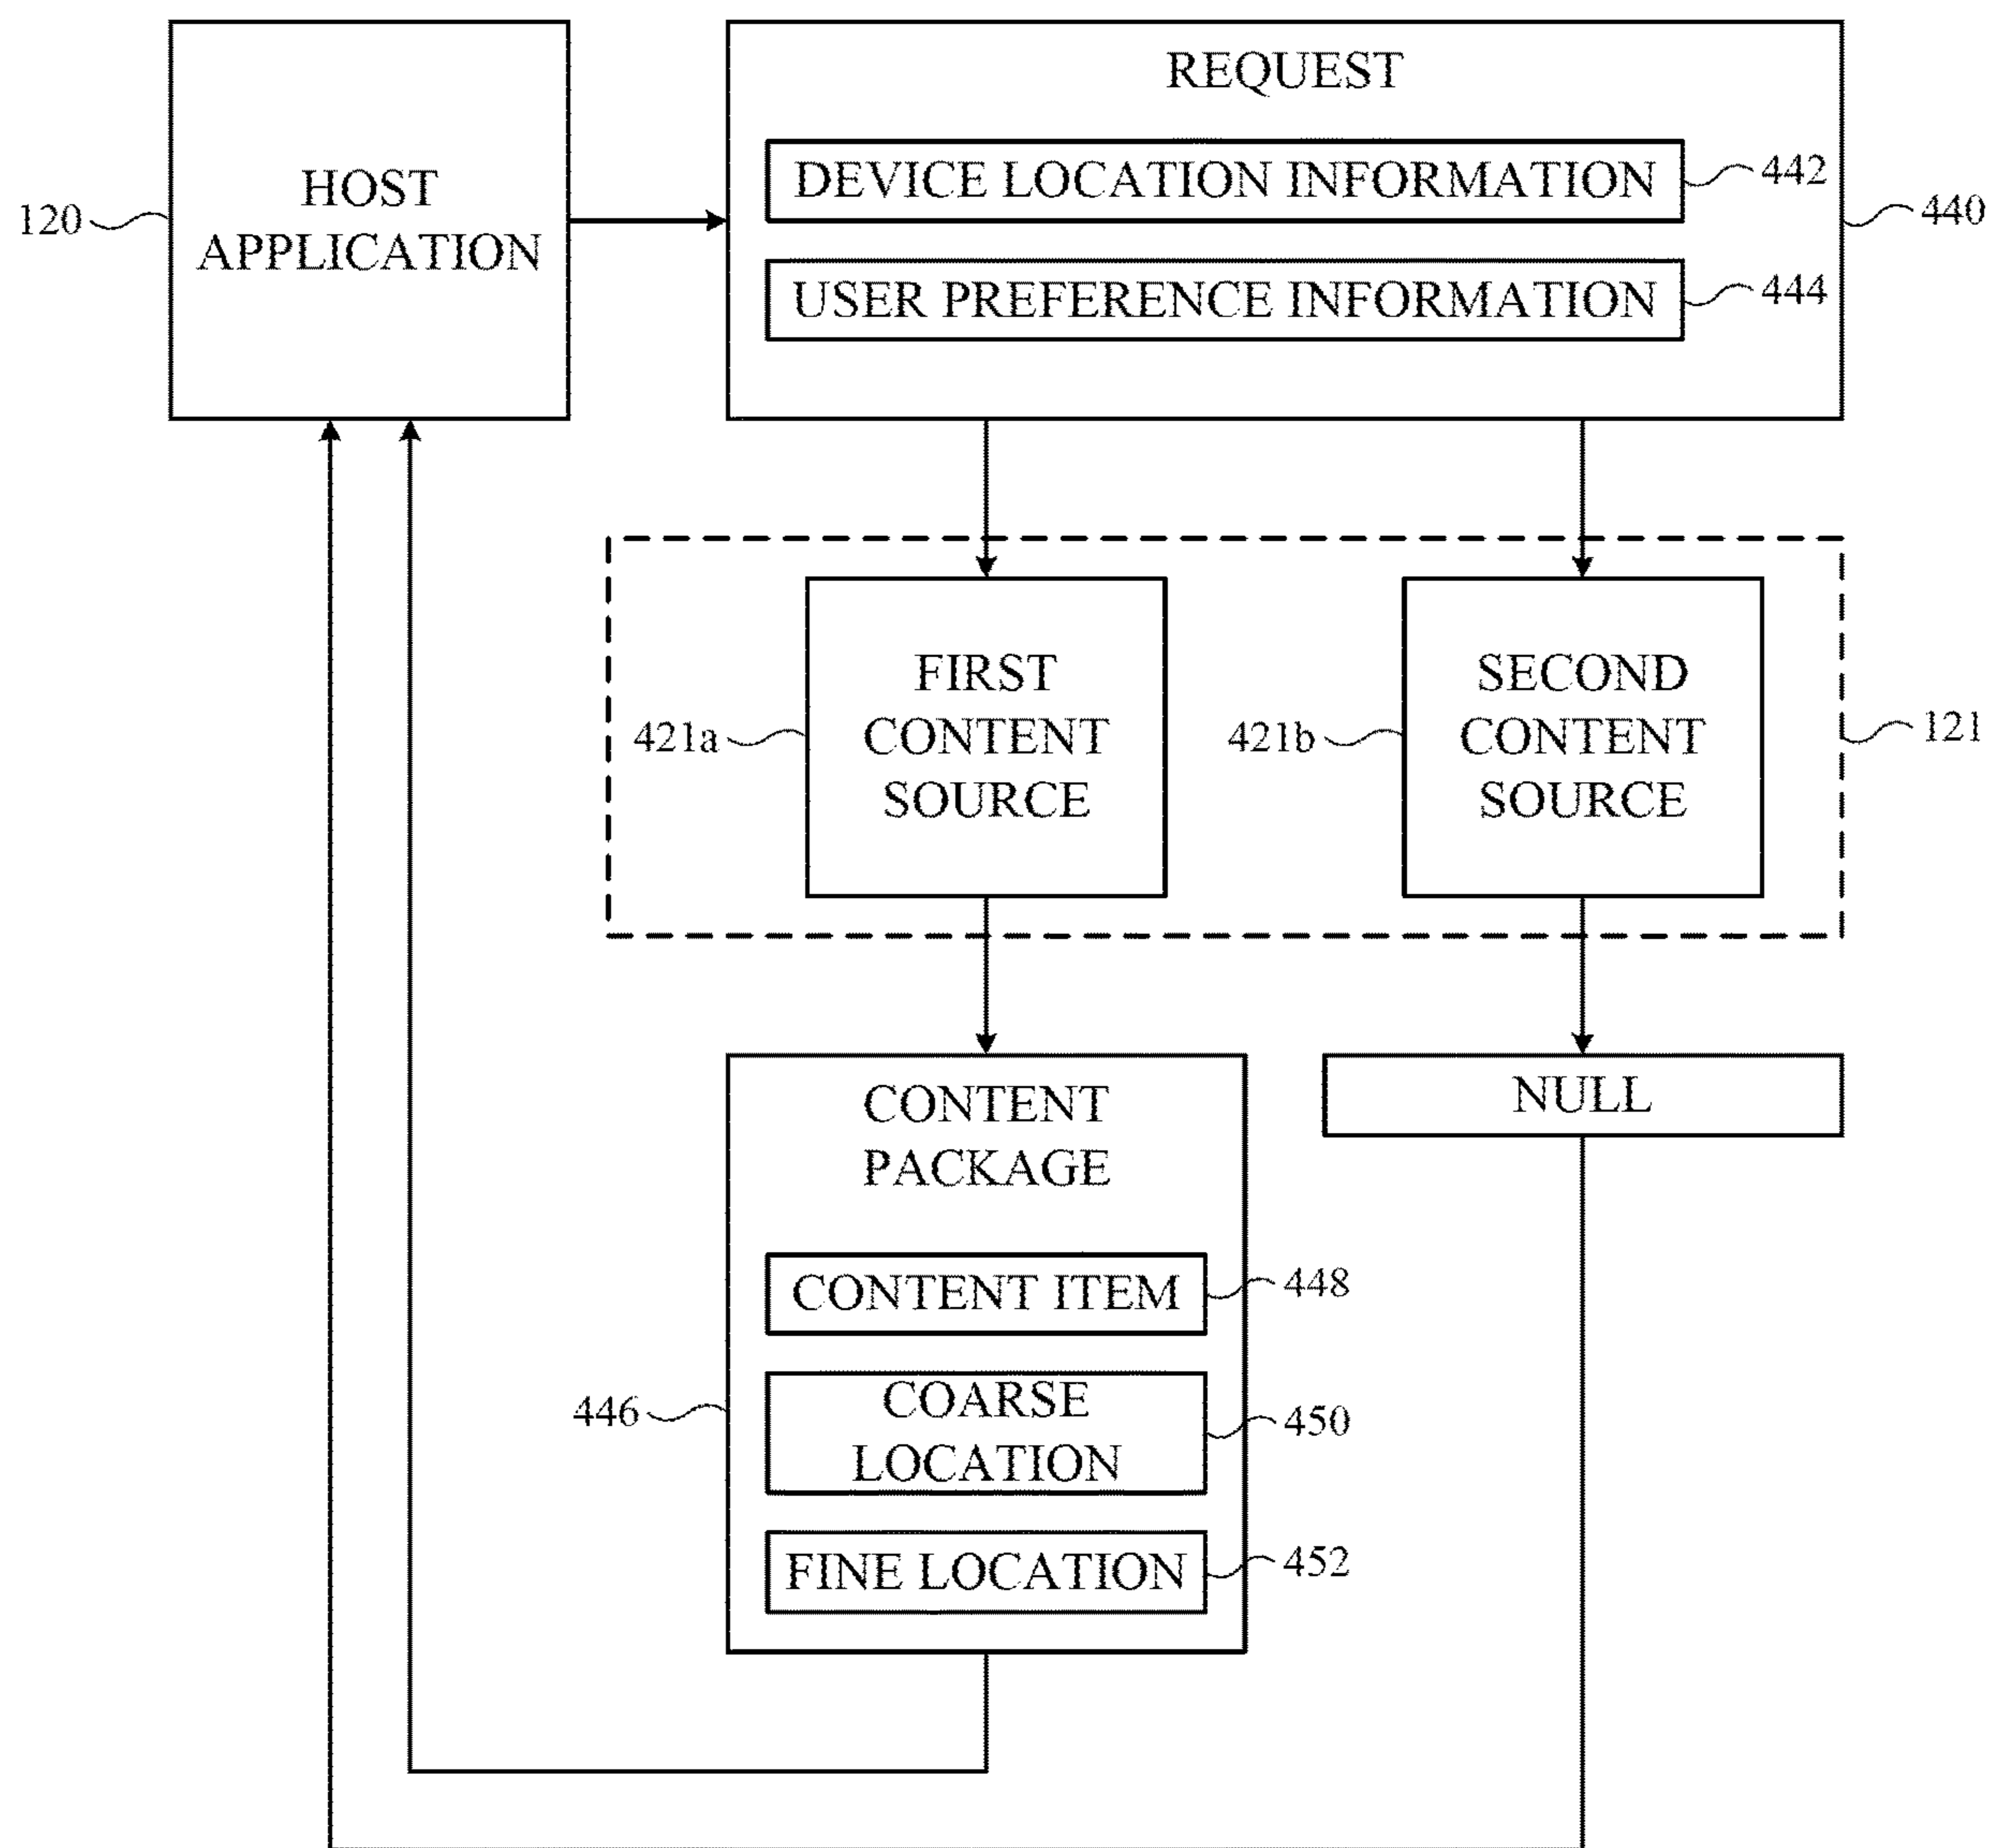 HOST
APPLICATION
120
REQUEST
DEVICE LOCATION INFORMATION
442
USER PREFERENCE INFORMATION
444
440
FIRST
CONTENT
SOURCE
421a
SECOND
CONTENT
SOURCE
421b
121
CONTENT
PACKAGE
CONTENT ITEM
448
COARSE
LOCATION
450
446
FINE LOCATION
452
NULL